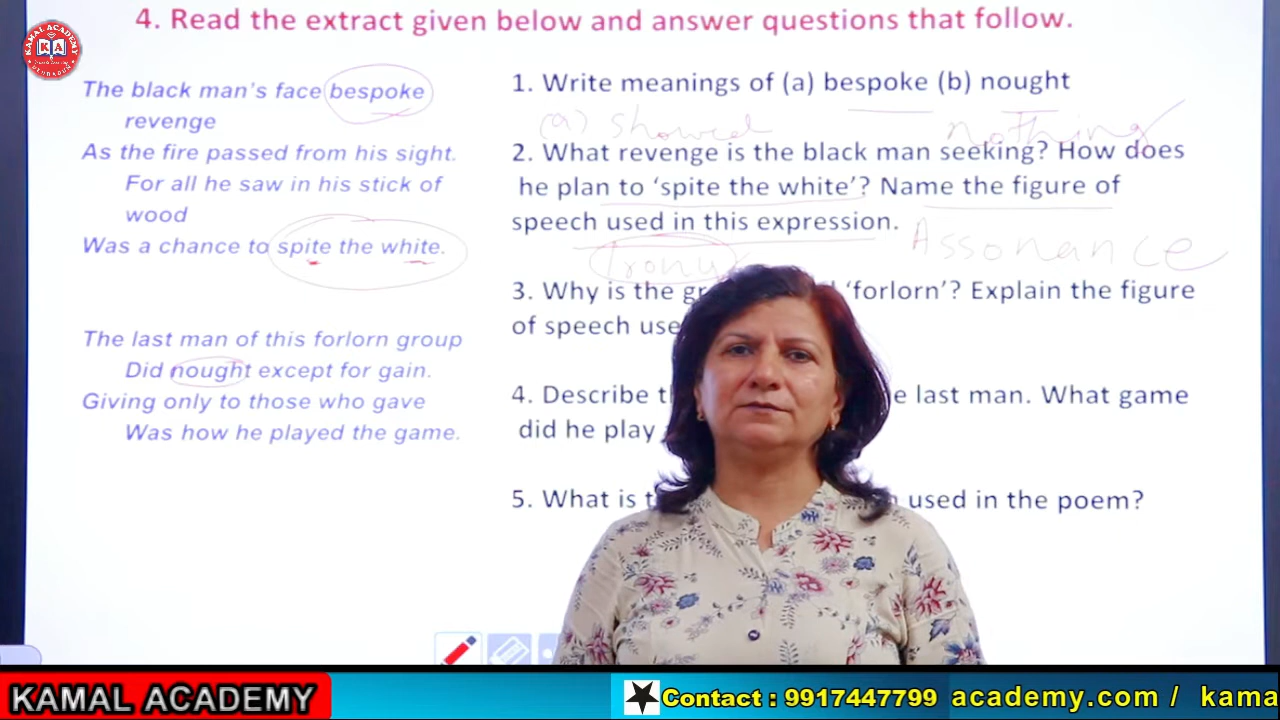 4. Read the extract given below and answer questions that follow.
KAMAL ACADEMY
KA
DEHRADUN
The black man's face bespoke
revenge
As the fire passed from his sight.
For all he saw in his stick of
wood
Was a chance to spite the white.
The last man of this forlorn group
Did nought except for gain.
Giving only to those who gave
Was how he played the game.
1. Write meanings of (a) bespoke (b) nought
(a) showed nothing
2. What revenge is the black man seeking? How does
he plan to 'spite the white'? Name the figure of
speech used in this expression.
Irony Assonance
3. Why is the 'forlorn'? Explain the figure
of speech
4. Describe last man. What game
did he play
5. What is used in the poem?
KAMAL ACADEMY
Contact : 9917447799 academy.com / kama